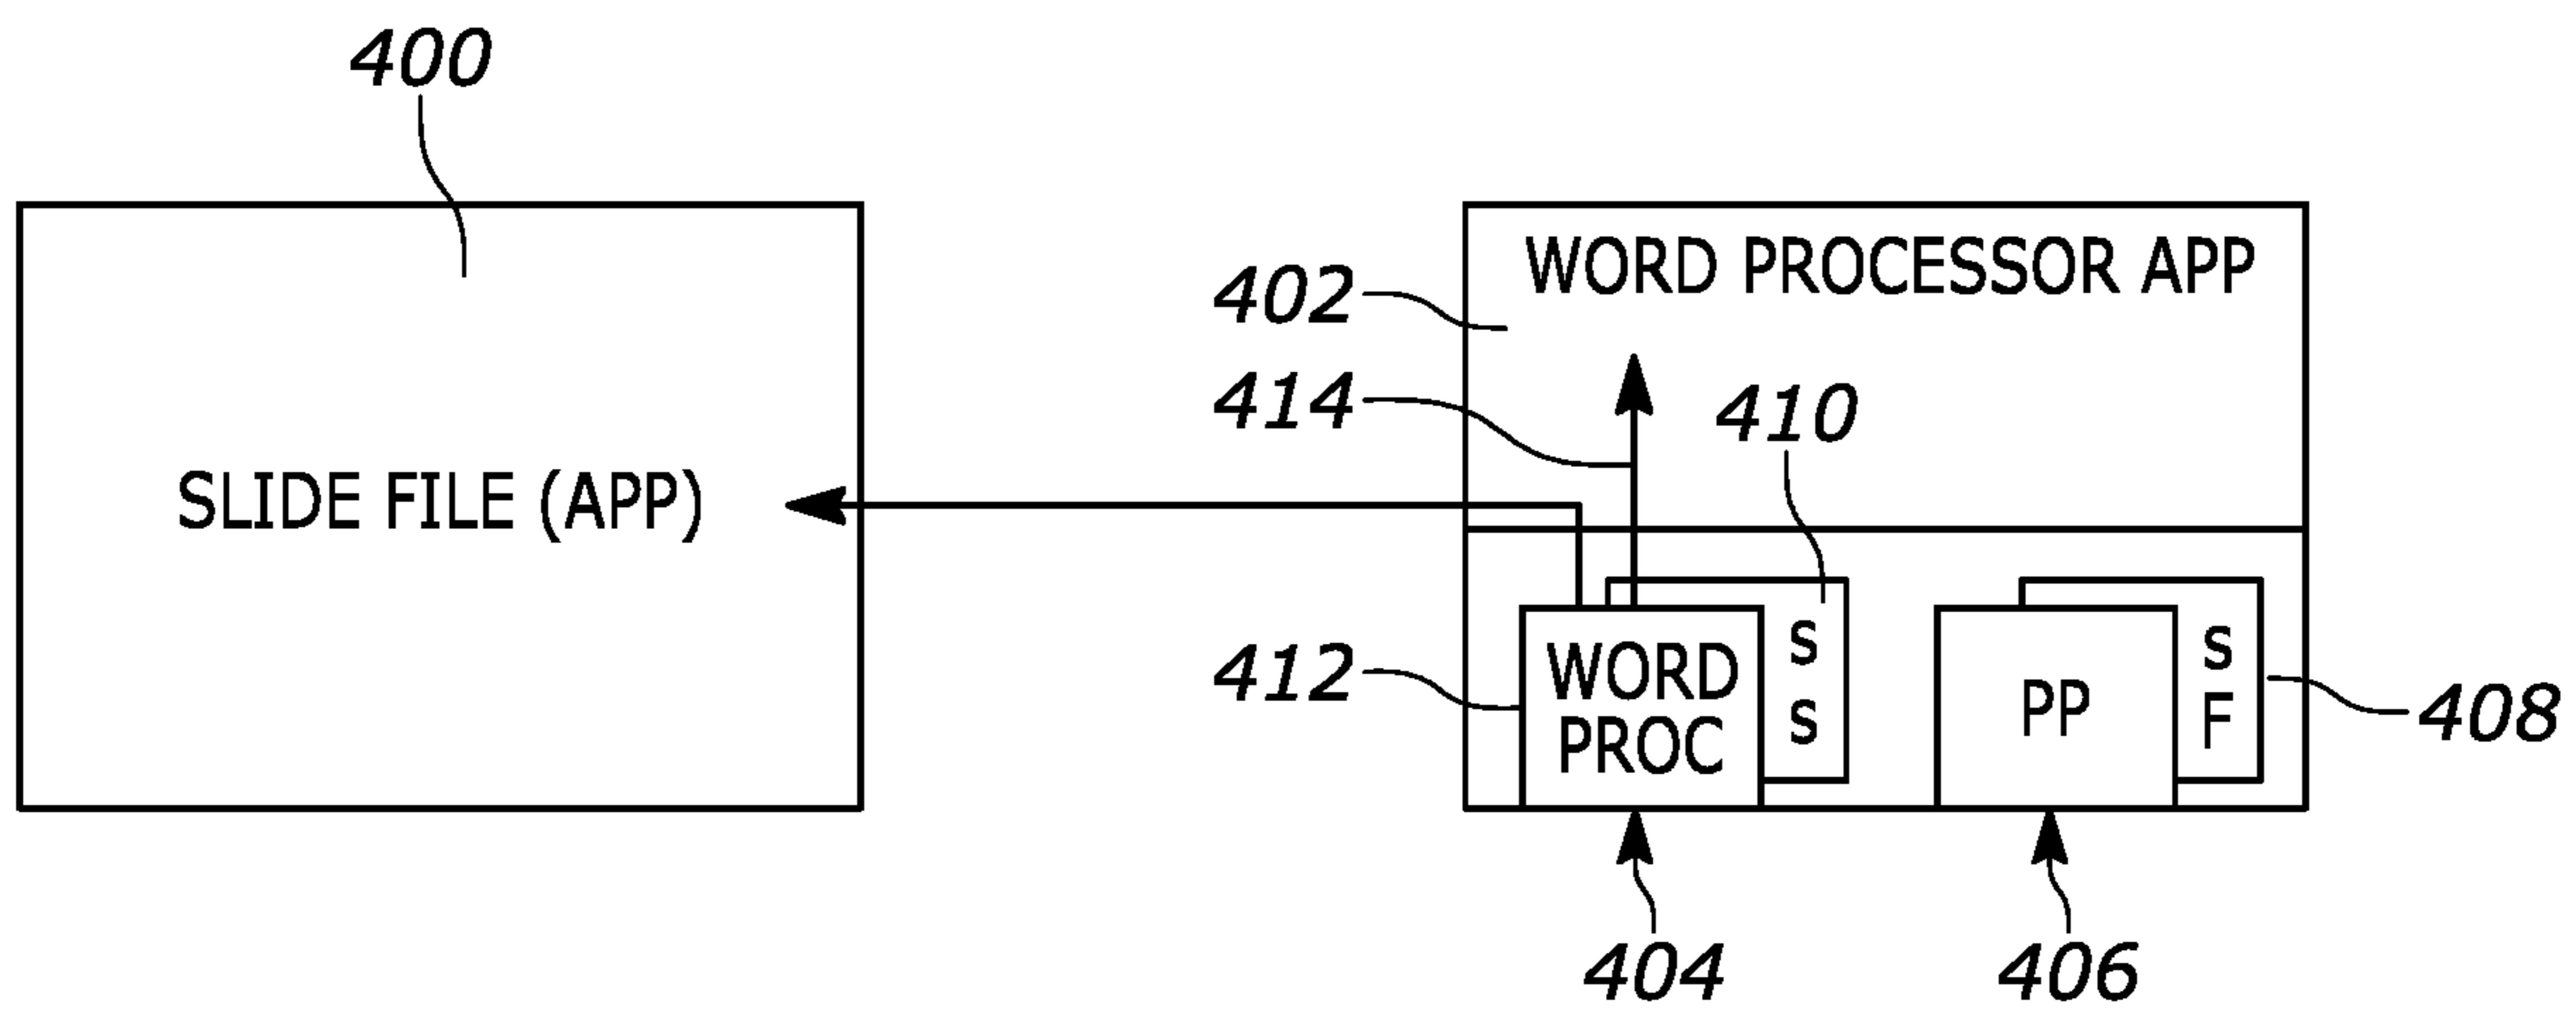 400
WORD PROCESSOR APP
402
414
410
SLIDE FILE (APP)
412
WORD
PROC
S
S
PP
S
F
408
404
406